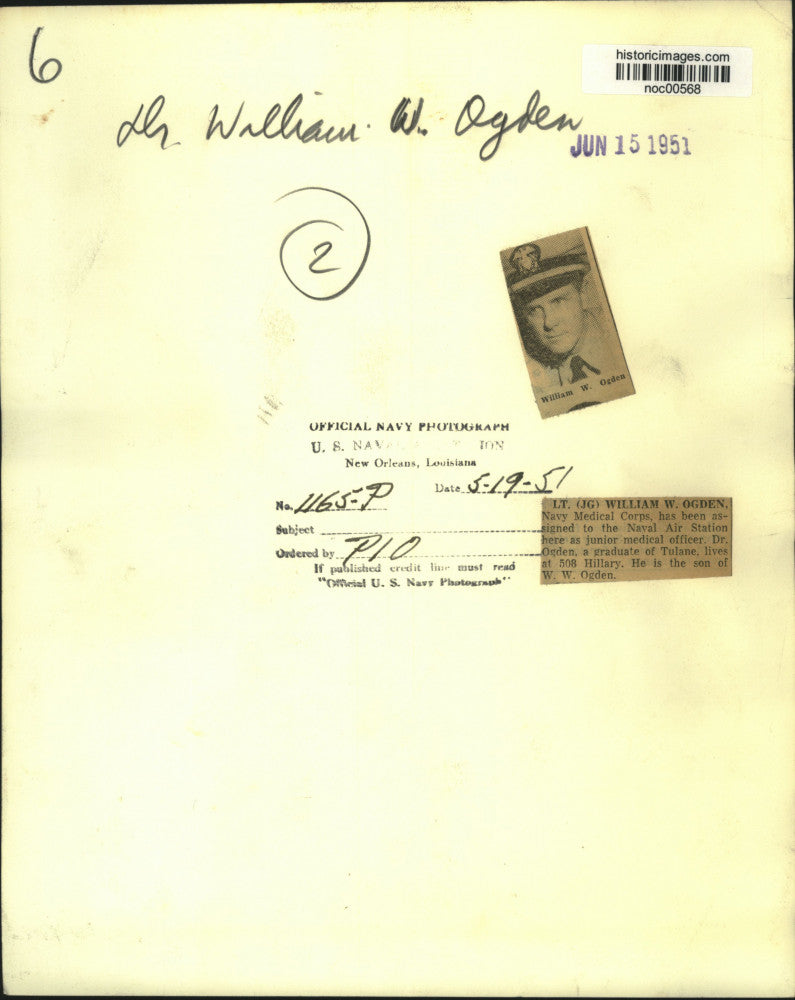 6
historicimages.com
noc00568
Dr William W. Ogden
JUN 15 1951
2
William W. Ogden
OFFICIAL NAVY PHOTOGRAPH
U. S. NAV ION
New Orleans, Louisiana
No. 1165-P Date 5-19-51
Subject
Ordered by PIO
If published credit line must read
"Official U. S. Navy Photograph"
LT. (JG) WILLIAM W. OGDEN,
Navy Medical Corps, has been as-
signed to the Naval Air Station
here as junior medical officer. Dr.
Ogden, a graduate of Tulane, lives
at 508 Hillary. He is the son of
W. W. Ogden.